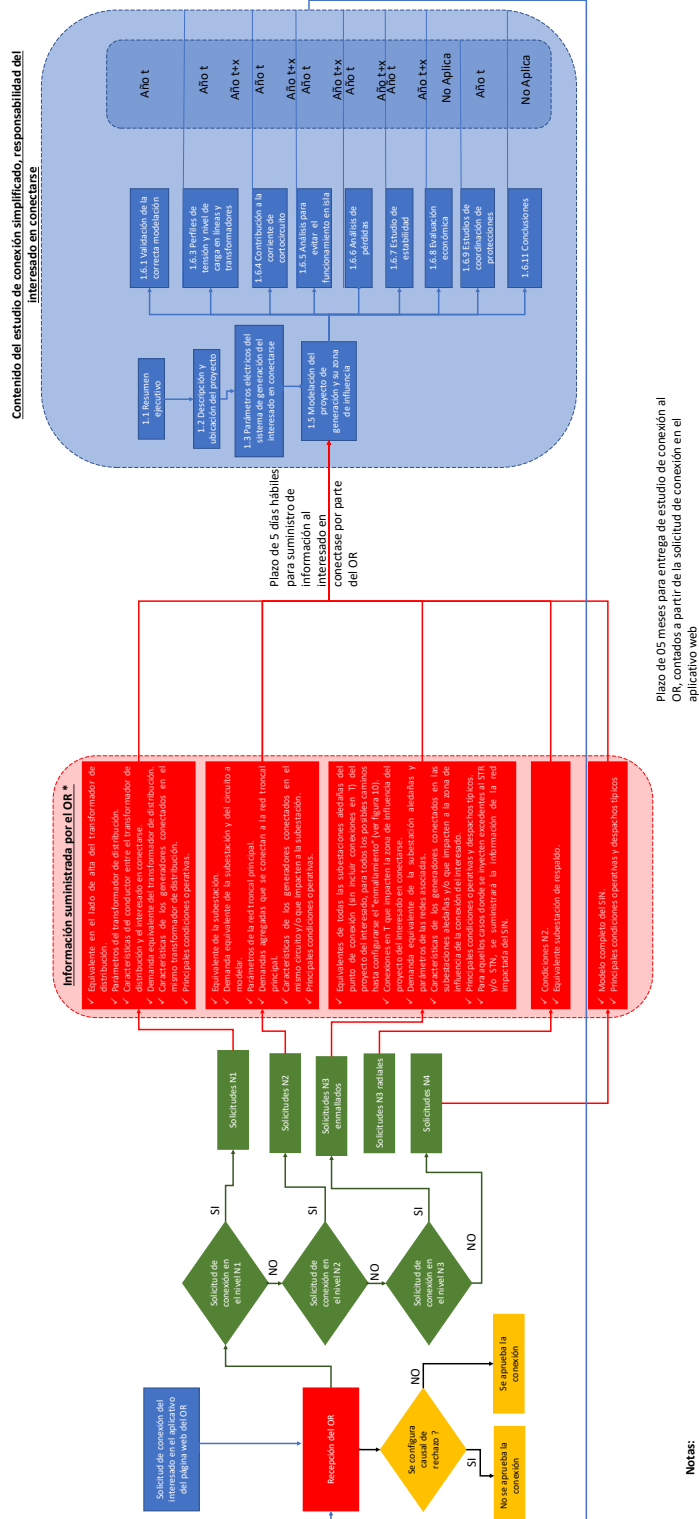 Contenido del estudio de conexión simplificado, responsabilidad del
interesado en conectarse
Solicitud de conexión del
interesado en el aplicativo
del página web del OR
Recepción del OR
Se configura
causal de
rechazo ?
SI
NO
No se aprueba la
conexión
Se aprueba la
conexión
Solicitud de
conexión en
el nivel N1
SI
NO
Solicitud de
conexión en
el nivel N2
SI
NO
Solicitud de
conexión en
el nivel N3
SI
NO
Solicitudes N1
Solicitudes N2
Solicitudes N3
enmallados
Solicitudes N3 radiales
Solicitudes N4
Información suministrada por el OR *
✓ Equivalente en el lado de alta del transformador de
distribución.
✓ Parámetros del transformador de distribución.
✓ Características del conductor entre el transformador de
distribución y el interesado en conectarse.
✓ Demanda equivalente del transformador de distribución.
✓ Características de los generadores conectados en el
mismo transformador de distribución.
✓ Principales condiciones operativas.
✓ Equivalente de la subestación.
✓ Demanda equivalente de la subestación y del circuito a
modelar.
✓ Parámetros de la red troncal principal.
✓ Demandas agregadas que se conectan a la red troncal
principal.
✓ Características de los generadores conectados en el
mismo circuito y/o que impacten a la subestación.
✓ Principales condiciones operativas.
✓ Equivalentes de todas las subestaciones aledañas del
punto de conexión (sin incluir conexiones en T) del
proyecto del interesado, para todos los posibles caminos
hasta configurarse el "enmallamiento" (ver figura 10).
✓ Conexiones en T que impacten la zona de influencia del
proyecto del interesado en conectarse.
✓ Demanda equivalente de la subestación aledañas y
parámetros de las redes asociadas.
✓ Características de los generadores conectados en las
subestaciones aledañas y/o que impacten a la zona de
influencia de la conexión del interesado.
✓ Principales condiciones operativas y despachos típicos.
✓ Para aquellos casos donde se inyecten excedentes al STR
y/o STN, se suministrará la información de la red
impactada del SIN.
✓ Condiciones N2.
✓ Equivalente subestación de respaldo.
✓ Modelo completo del SIN.
✓ Principales condiciones operativas y despachos típicos
Plazo de 5 días hábiles
para suministro de
información al
interesado en
conectase por parte
del OR
1.1 Resumen
ejecutivo
1.2 Descripción y
ubicación del proyecto
1.3 Parámetros eléctricos del
sistema de generación del
interesado en conectarse
1.5 Modelación del
proyecto de
generación y su zona
de influencia
1.6.1 Validación de la
correcta modelación
1.6.3 Perfiles de
tensión y nivel de
carga en líneas y
transformadores
1.6.4 Contribución a la
corriente de
cortocircuito
1.6.5 Análisis para
evitar el
funcionamiento en isla
1.6.6 Análisis de
pérdidas
1.6.7 Estudio de
estabilidad
1.6.8 Evaluación
económica
1.6.9 Estudios de
coordinación de
protecciones
1.6.11 Conclusiones
Año t
Año t
Año t+x
Año t
Año t+x
Año t
Año t+x
Año t
Año t+x
Año t
Año t+x
No Aplica
Año t
No Aplica
Plazo de 05 meses para entrega de estudio de conexión al
OR, contados a partir de la solicitud de conexión en el
aplicativo web
Notas: